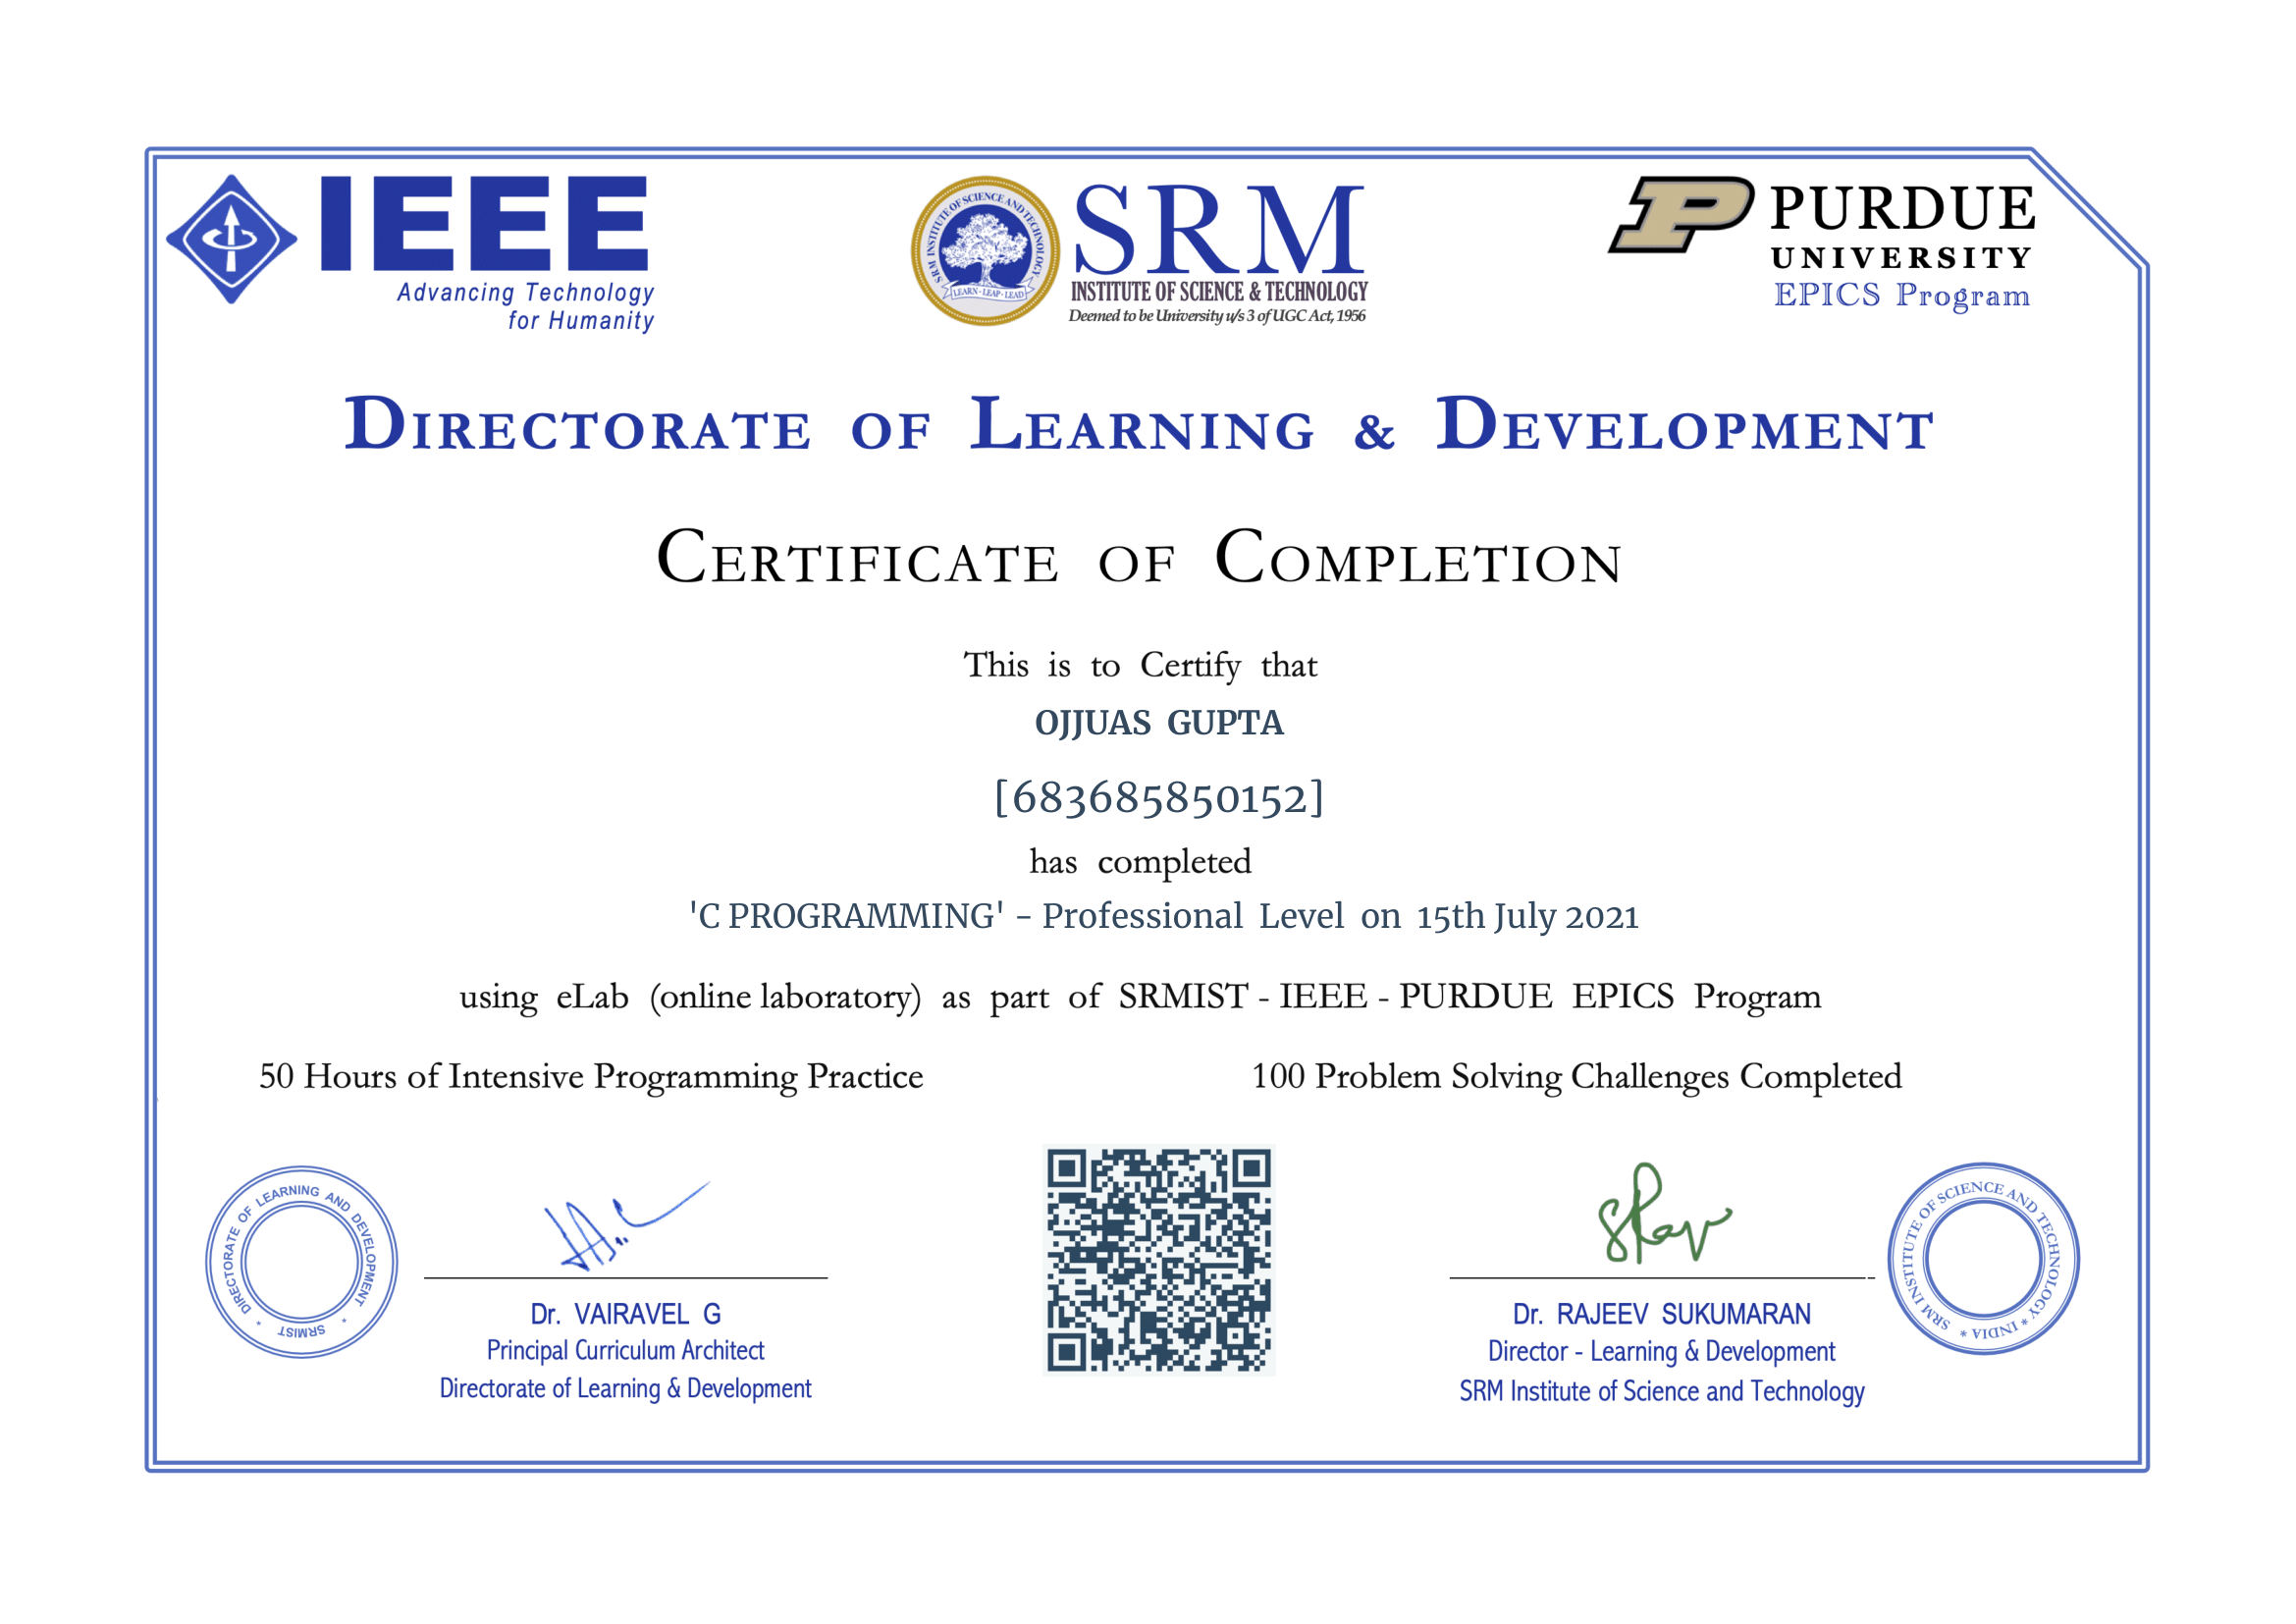 IEEE
Advancing Technology
for Humanity
SRM INSTITUTE OF SCIENCE AND TECHNOLOGY
LEARN · LEAP · LEAD
SRM
INSTITUTE OF SCIENCE & TECHNOLOGY
Deemed to be University u/s 3 of UGC Act, 1956
PURDUE
UNIVERSITY
EPICS Program
DIRECTORATE OF LEARNING & DEVELOPMENT
CERTIFICATE OF COMPLETION
This is to Certify that
OJJUAS GUPTA
[683685850152]
has completed
'C PROGRAMMING' - Professional Level on 15th July 2021
using eLab (online laboratory) as part of SRMIST - IEEE - PURDUE EPICS Program
50 Hours of Intensive Programming Practice
100 Problem Solving Challenges Completed
DIRECTORATE OF LEARNING AND DEVELOPMENT
* SRMIST *
Dr. VAIRAVEL G
Principal Curriculum Architect
Directorate of Learning & Development
Dr. RAJEEV SUKUMARAN
Director - Learning & Development
SRM Institute of Science and Technology
SRM INSTITUTE OF SCIENCE AND TECHNOLOGY * INDIA *